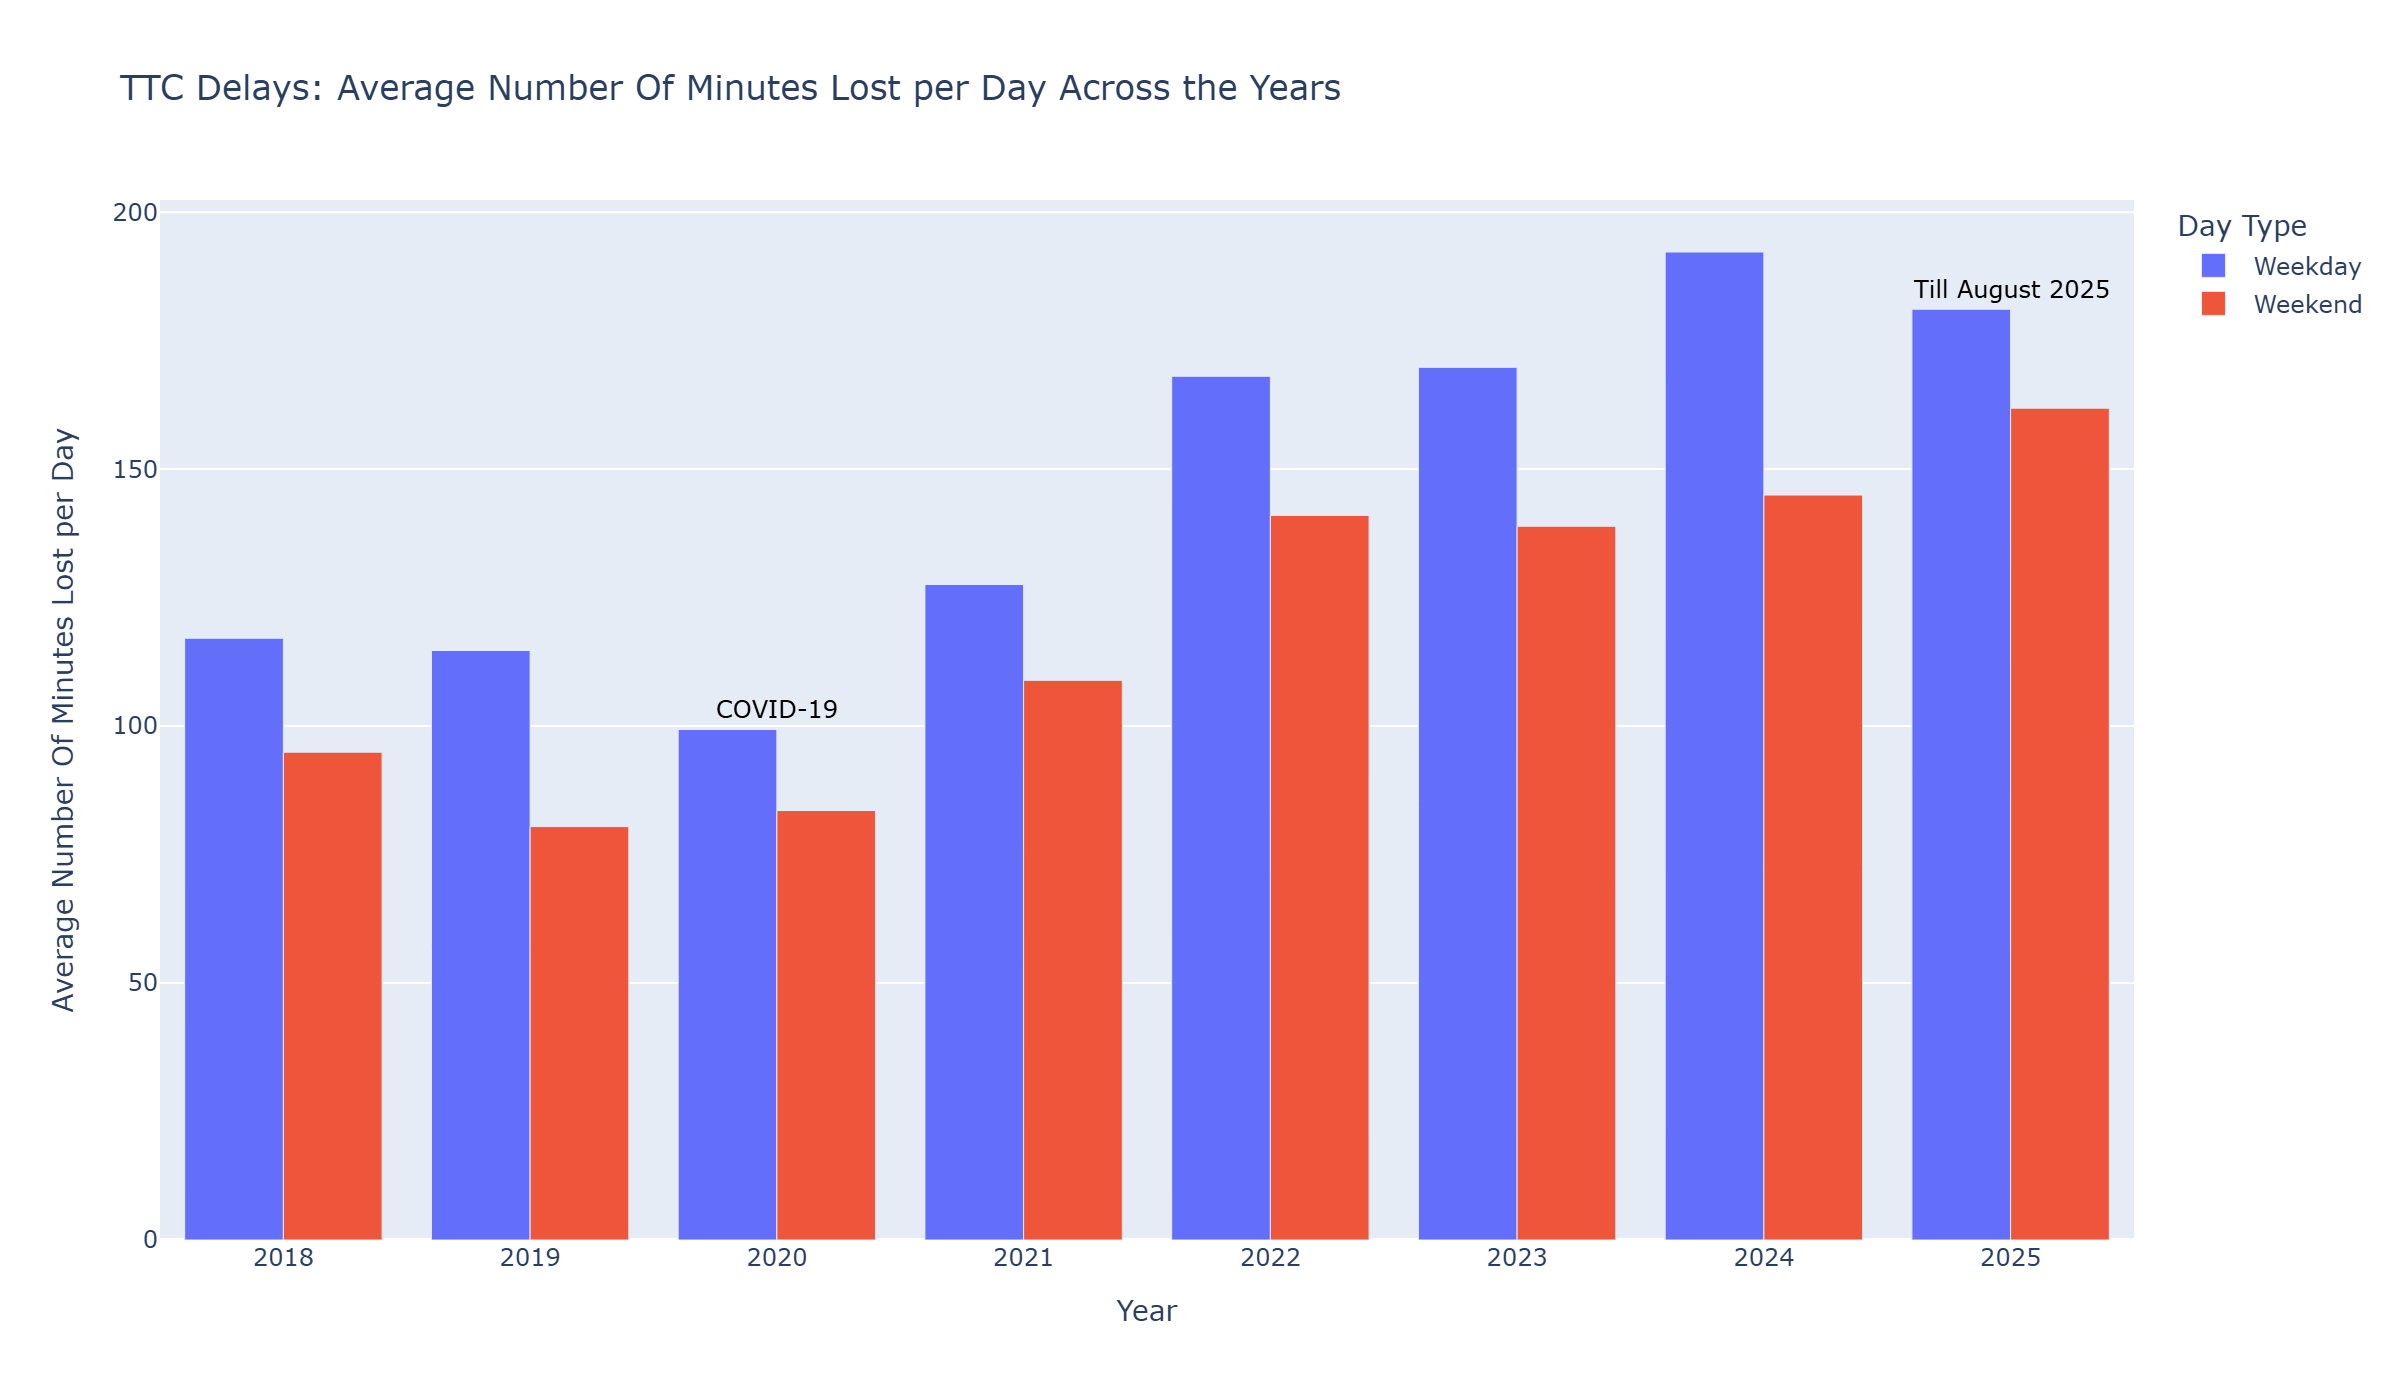 TTC Delays: Average Number Of Minutes Lost per Day Across the Years
Day Type
Weekday
Weekend
Average Number Of Minutes Lost per Day
200
150
100
50
0
COVID-19
Till August 2025
2018
2019
2020
2021
2022
2023
2024
2025
Year